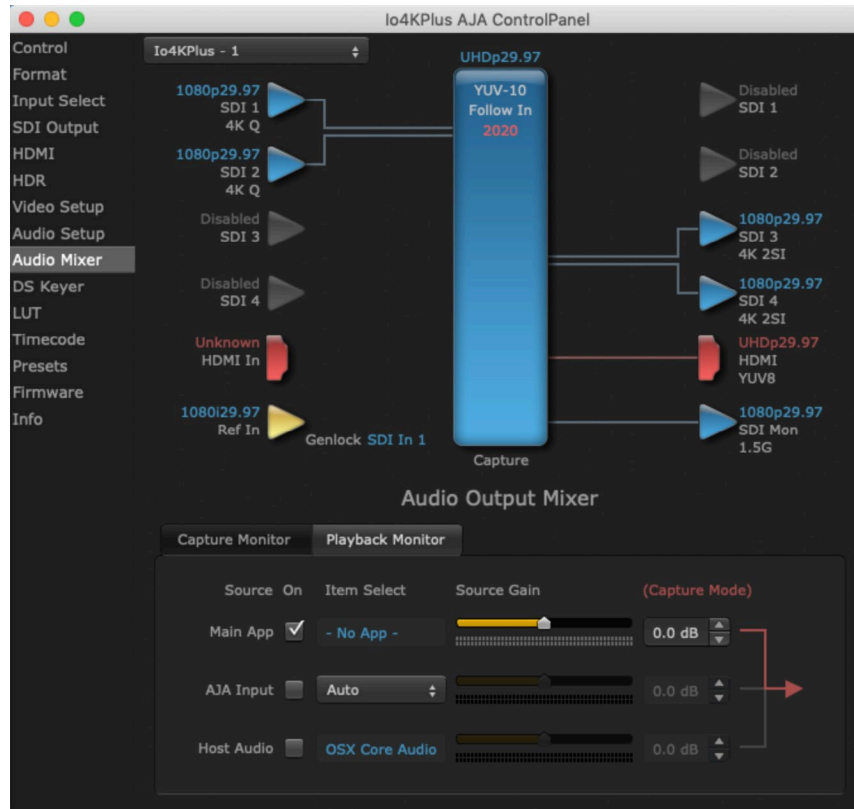 Io4KPlus AJA ControlPanel
Control
Format
Input Select
SDI Output
HDMI
HDR
Video Setup
Audio Setup
Audio Mixer
DS Keyer
LUT
Timecode
Presets
Firmware
Info
Io4KPlus - 1
UHDp29.97
YUV-10
Follow In
2020
1080p29.97
SDI 1
4K Q
1080p29.97
SDI 2
4K Q
Disabled
SDI 3
Disabled
SDI 4
Unknown
HDMI In
1080i29.97
Ref In
Genlock SDI In 1
Capture
Disabled
SDI 1
Disabled
SDI 2
1080p29.97
SDI 3
4K 2SI
1080p29.97
SDI 4
4K 2SI
UHDp29.97
HDMI
YUV8
1080p29.97
SDI Mon
1.5G
Audio Output Mixer
Capture Monitor Playback Monitor
Source On Item Select Source Gain (Capture Mode)
Main App - No App - 0.0 dB
AJA Input Auto 0.0 dB
Host Audio OSX Core Audio 0.0 dB